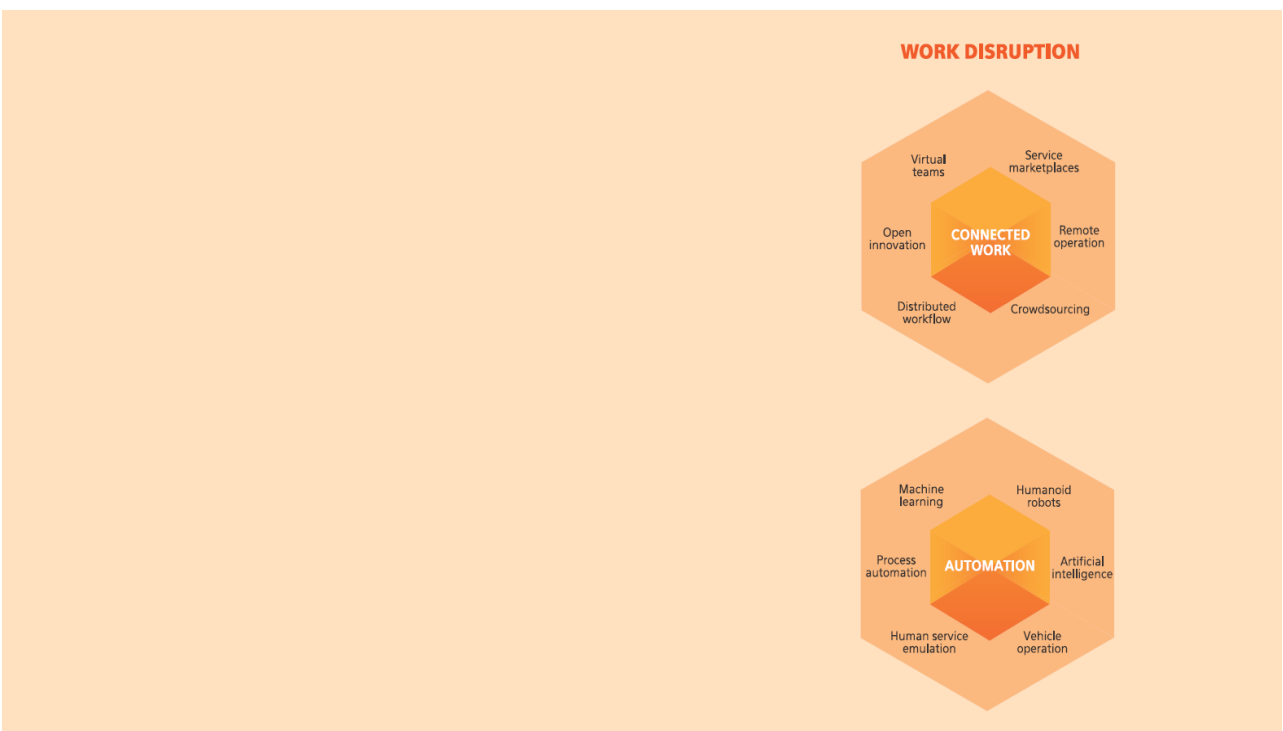 WORK DISRUPTION
Virtual
teams
Service
marketplaces
Open
innovation
CONNECTED
WORK
Remote
operation
Distributed
workflow
Crowdsourcing
Machine
learning
Humanoid
robots
Process
automation
AUTOMATION
Artificial
intelligence
Human service
emulation
Vehicle
operation